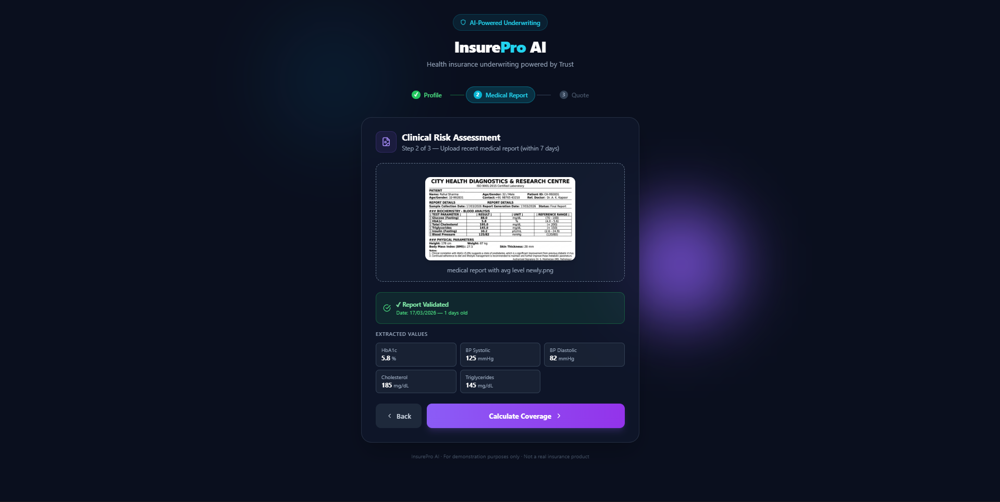 AI-Powered Underwriting
InsurePro AI
Health insurance underwriting powered by Trust
Profile
2 Medical Report
3 Quote
Clinical Risk Assessment
Step 2 of 3 — Upload recent medical report (within 7 days)
CITY HEALTH DIAGNOSTICS & RESEARCH CENTRE
ISO 9001:2015 Certified Laboratory
PATIENT
Name: Rahul Sharma Age/Gender: 32 / Male Patient ID: CH-992831
Age/Gender: 32-992831 Contact: +91 98765 43210 Ref. Doctor: Dr. A. K. Kapoor
REPORT DETAILS REPORT DETAILS
Sample Collection Date: 17/03/2026 Report Generation Date: 17/03/2026 Status: Final Report
### BIOCHEMISTRY - BLOOD ANALYSIS
| TEST PARAMETER | | RESULT | | UNIT | | REFERENCE RANGE |
| Glucose (Fasting) 88.0 mg/dL (70 - 100)
| HbA1c 5.8 % (4.0 - 5.6)
| Total Cholesterol 195.0 mg/dL (< 200)
| Triglycerides 145.0 mg/dL (< 150)
| Insulin (Fasting) 10.2 µIU/mL (2.6 - 24.9)
| Blood Pressure 125/82 mmHg (120/80)
### PHYSICAL PARAMETERS
Height: 178 cm Weight: 87 kg
Body Mass Index (BMI):: 27.5 Skin Thickness: 28 mm
Notes:
1. Clinical correlation with HbA1c (5.8%) suggests a state of prediabetes, which is a significant improvement from previous diabetic
3. Continued adherence to diet and lifestyle management is recommended to maintain and further improve these metabolic parameters.
Authorized Signatory Dr. S. Mukherjee (MD, Pathology)
medical report with avg level newly.png
✓ Report Validated
Date: 17/03/2026 — 1 days old
EXTRACTED VALUES
HbA1c
5.8 %
BP Systolic
125 mmHg
BP Diastolic
82 mmHg
Cholesterol
185 mg/dL
Triglycerides
145 mg/dL
Back
Calculate Coverage
InsurePro AI · For demonstration purposes only · Not a real insurance product